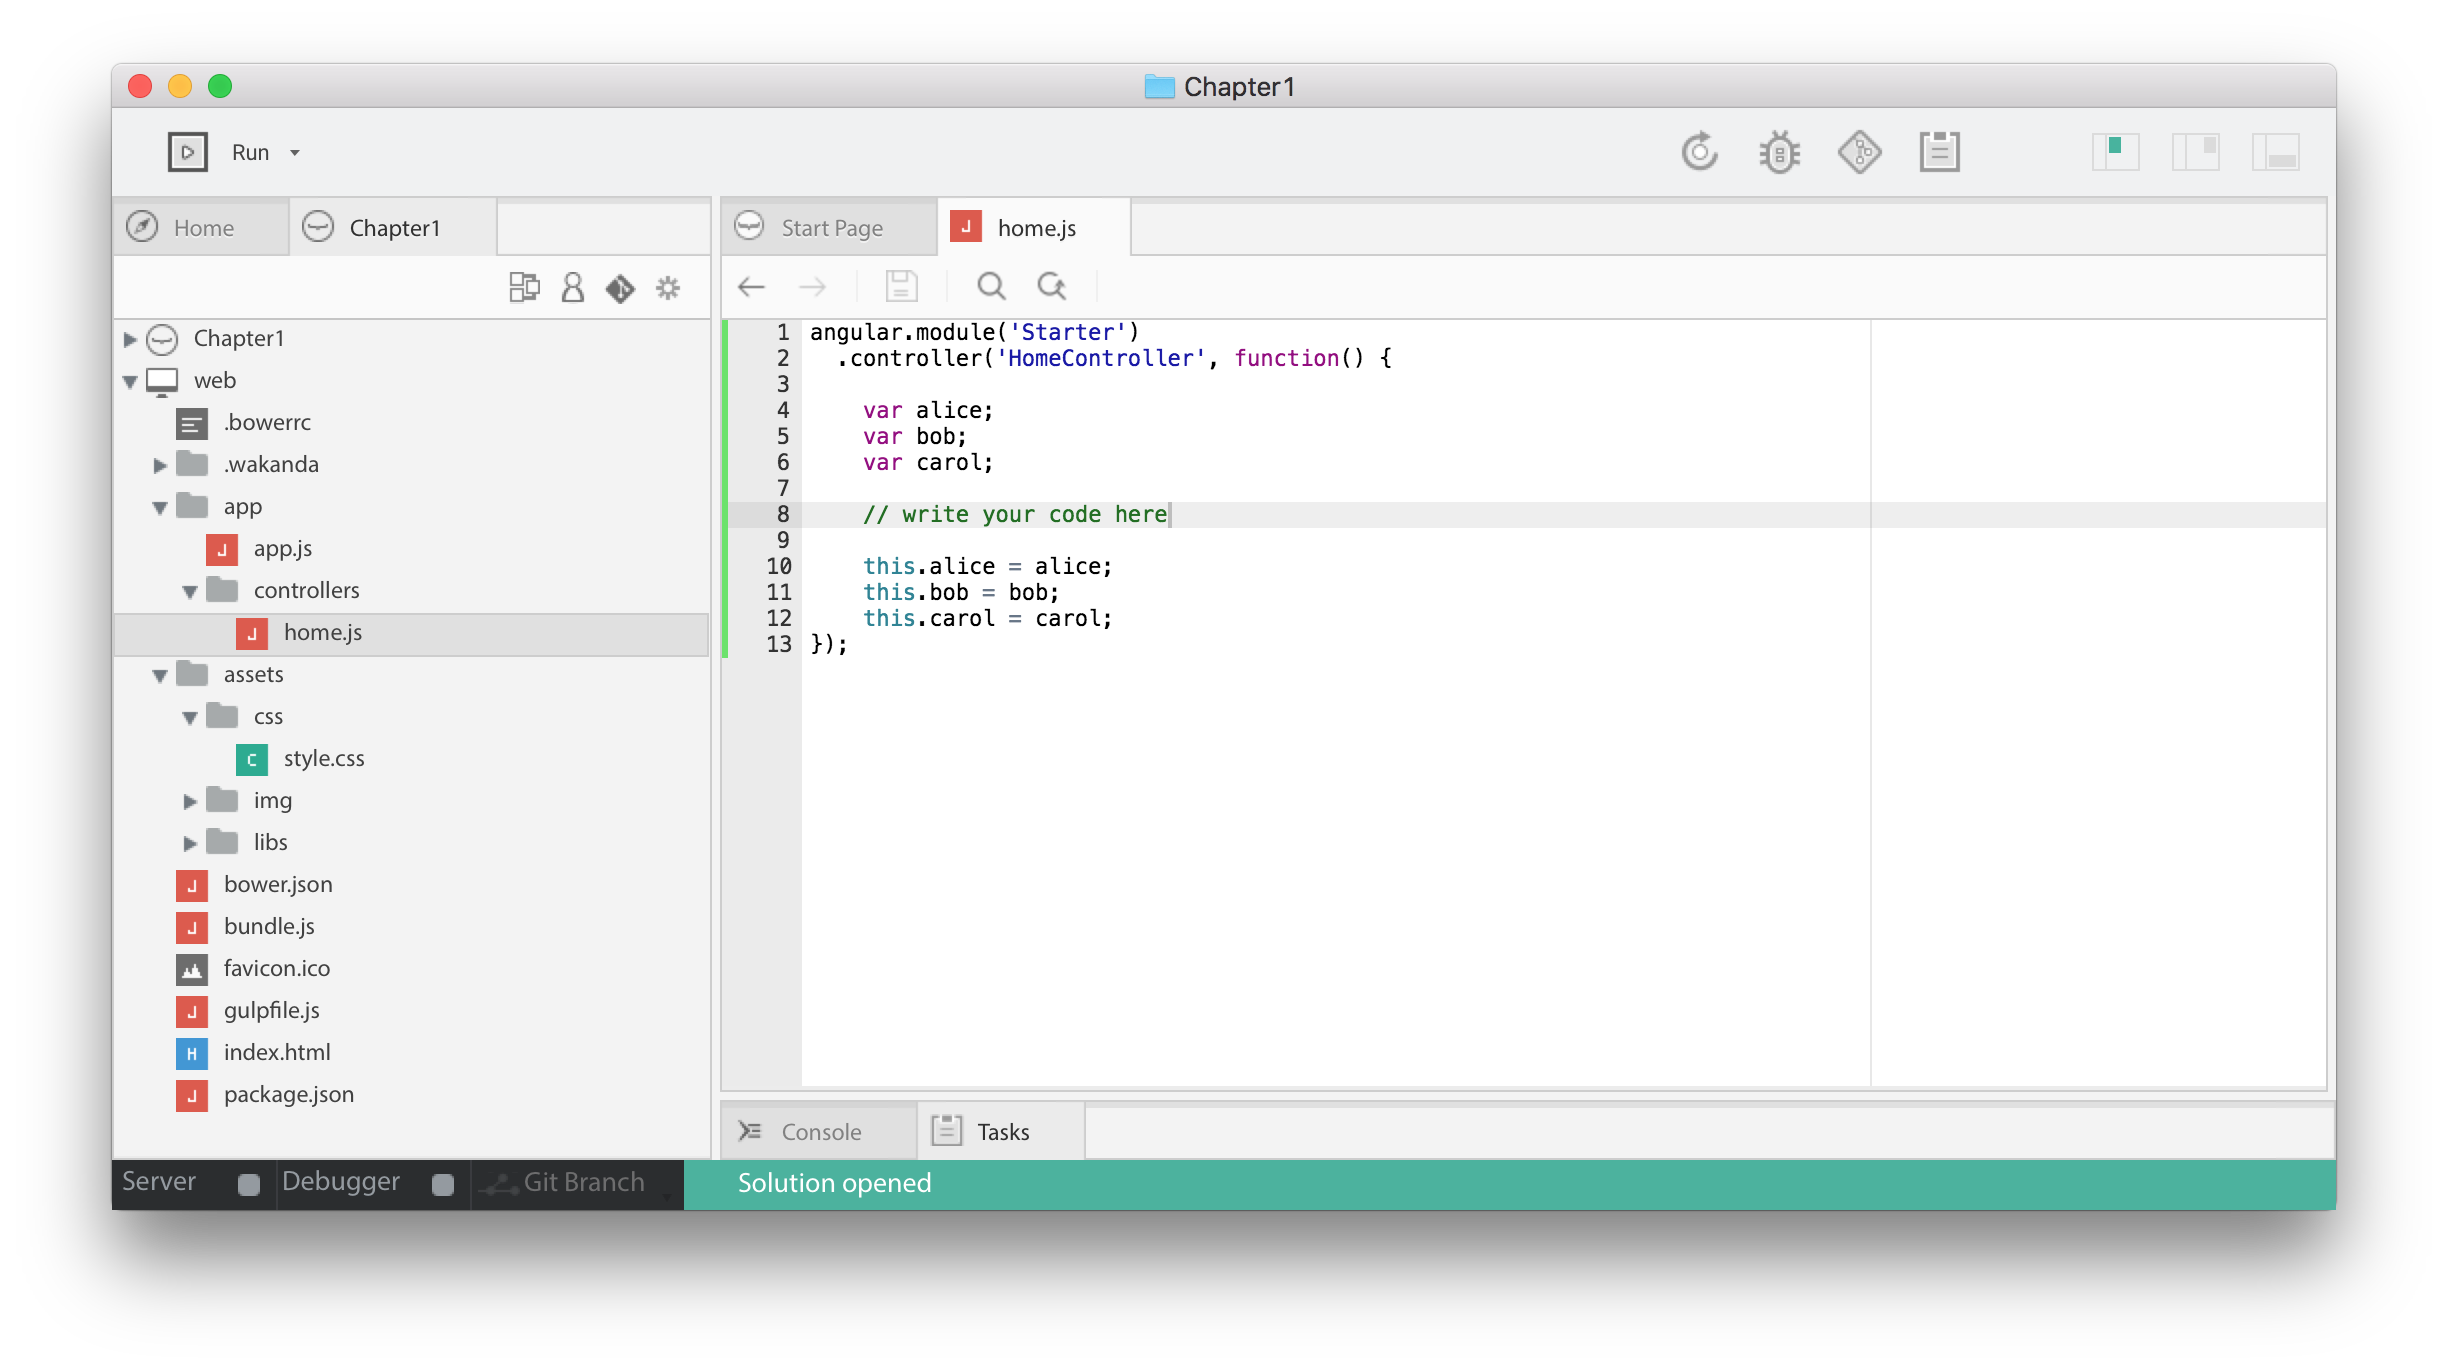 Chapter1
Run
Home
Chapter1
Start Page
home.js
Chapter1
web
.bowerrc
.wakanda
app
app.js
controllers
home.js
assets
css
style.css
img
libs
bower.json
bundle.js
favicon.ico
gulpfile.js
index.html
package.json
1 angular.module('Starter')
2 .controller('HomeController', function() {
3
4 var alice;
5 var bob;
6 var carol;
7
8 // write your code here
9
10 this.alice = alice;
11 this.bob = bob;
12 this.carol = carol;
13 });
Console
Tasks
Server
Debugger
Git Branch
Solution opened